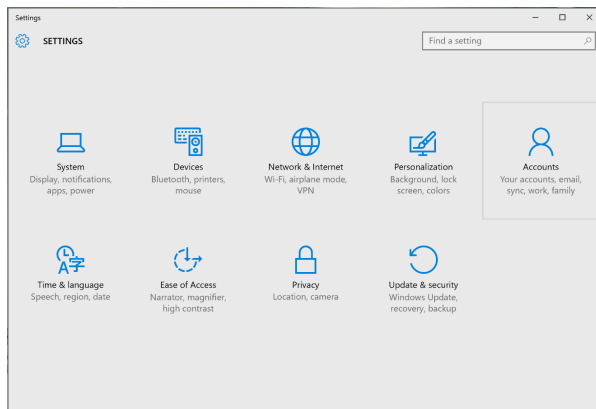 Settings
SETTINGS
Find a setting
System
Display, notifications,
apps, power
Devices
Bluetooth, printers,
mouse
Network & Internet
Wi-Fi, airplane mode,
VPN
Personalization
Background, lock
screen, colors
Accounts
Your accounts, email,
sync, work, family
A字
Time & language
Speech, region, date
Ease of Access
Narrator, magnifier,
high contrast
Privacy
Location, camera
Update & security
Windows Update,
recovery, backup